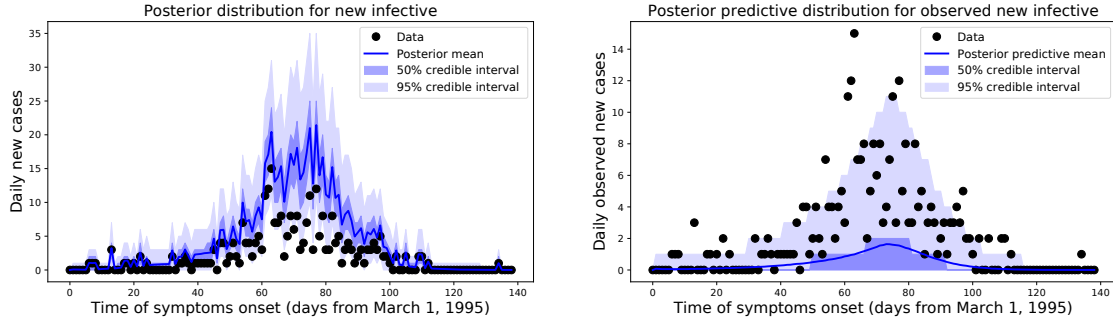 Posterior distribution for new infective
Daily new cases
35
30
25
20
15
10
5
0
Data
Posterior mean
50% credible interval
95% credible interval
0 20 40 60 80 100 120 140
Time of symptoms onset (days from March 1, 1995)
Posterior predictive distribution for observed new infective
Daily observed new cases
14
12
10
8
6
4
2
0
Data
Posterior predictive mean
50% credible interval
95% credible interval
0 20 40 60 80 100 120 140
Time of symptoms onset (days from March 1, 1995)